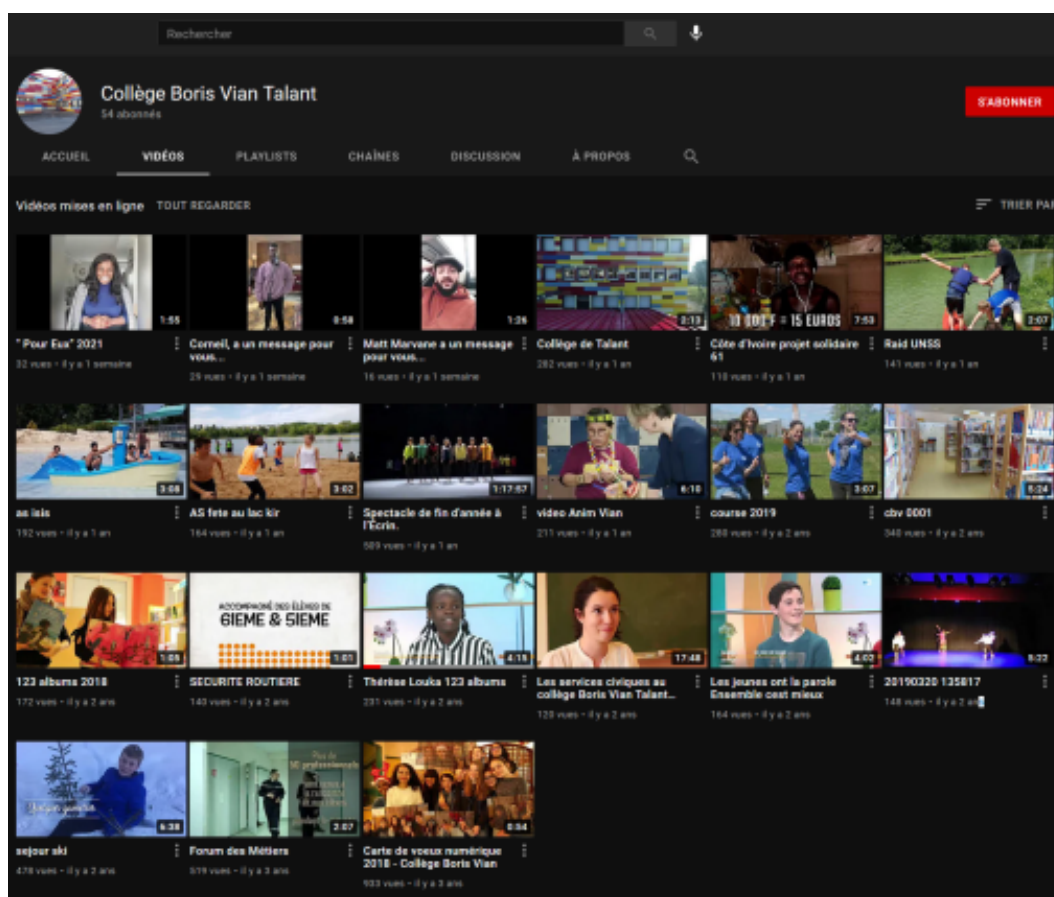 Rechercher
Collège Boris Vian Talant
54 abonnés
S'ABONNER
ACCUEIL VIDÉOS PLAYLISTS CHAÎNES DISCUSSION À PROPOS
Vidéos mises en ligne TOUT REGARDER TRIER PAR
1:55 0:58 1:26 2:13 10 000 F = 15 EUROS 7:53 2:07
" Pour Eux" 2021
32 vues • il y a 1 semaine
Corneil, a un message pour
vous...
29 vues • il y a 1 semaine
Matt Marvane a un message
pour vous...
16 vues • il y a 1 semaine
Collège de Talant
282 vues • il y a 1 an
Côte d'Ivoire projet solidaire
61
110 vues • il y a 1 an
Raid UNSS
141 vues • il y a 1 an
3:08 3:02 1:17:57 6:10 3:07 5:24
as isis
192 vues • il y a 1 an
AS fete au lac kir
164 vues • il y a 1 an
Spectacle de fin d'année à
l'Écrin.
509 vues • il y a 1 an
video Anim Vian
211 vues • il y a 1 an
course 2019
280 vues • il y a 2 ans
cbv 0001
340 vues • il y a 2 ans
1:05
ACCOMPAGNÉ DES ÉLÈVES DE
6IEME & 5IEME
1:01 4:15 17:48 4:02 5:22
123 albums 2018
172 vues • il y a 2 ans
SECURITE ROUTIERE
140 vues • il y a 2 ans
Thérèse Louka 123 albums
231 vues • il y a 2 ans
Les services civiques au
collège Boris Vian Talant...
120 vues • il y a 2 ans
Les jeunes ont la parole
Ensemble cest mieux
164 vues • il y a 2 ans
20190320 135817
148 vues • il y a 2 ans
6:38
Plus de
50 professionnels
2:07 0:54
sejour ski
478 vues • il y a 2 ans
Forum des Métiers
519 vues • il y a 3 ans
Carte de voeux numérique
2018 - Collège Boris Vian
933 vues • il y a 3 ans